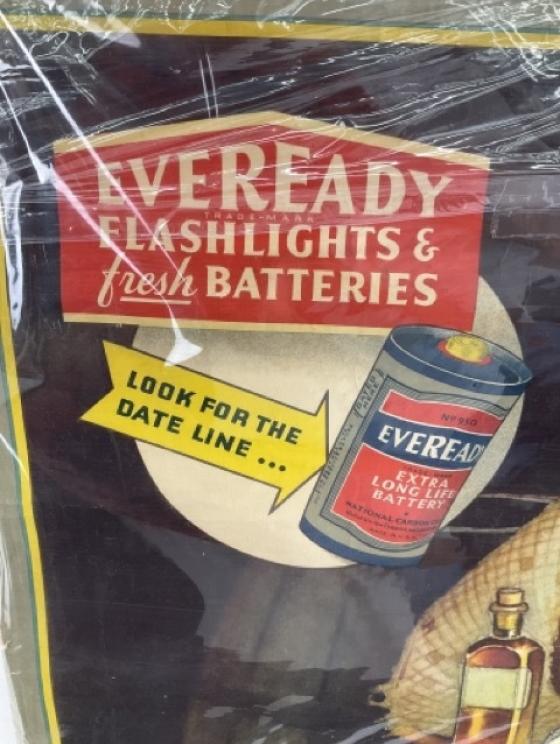 EVEREADY
TRADE-MARK
FLASHLIGHTS &
fresh BATTERIES
LOOK FOR THE
DATE LINE ...
Nº 950
EVEREADY
EXTRA
LONG LIFE
BATTERY
NATIONAL CARBON